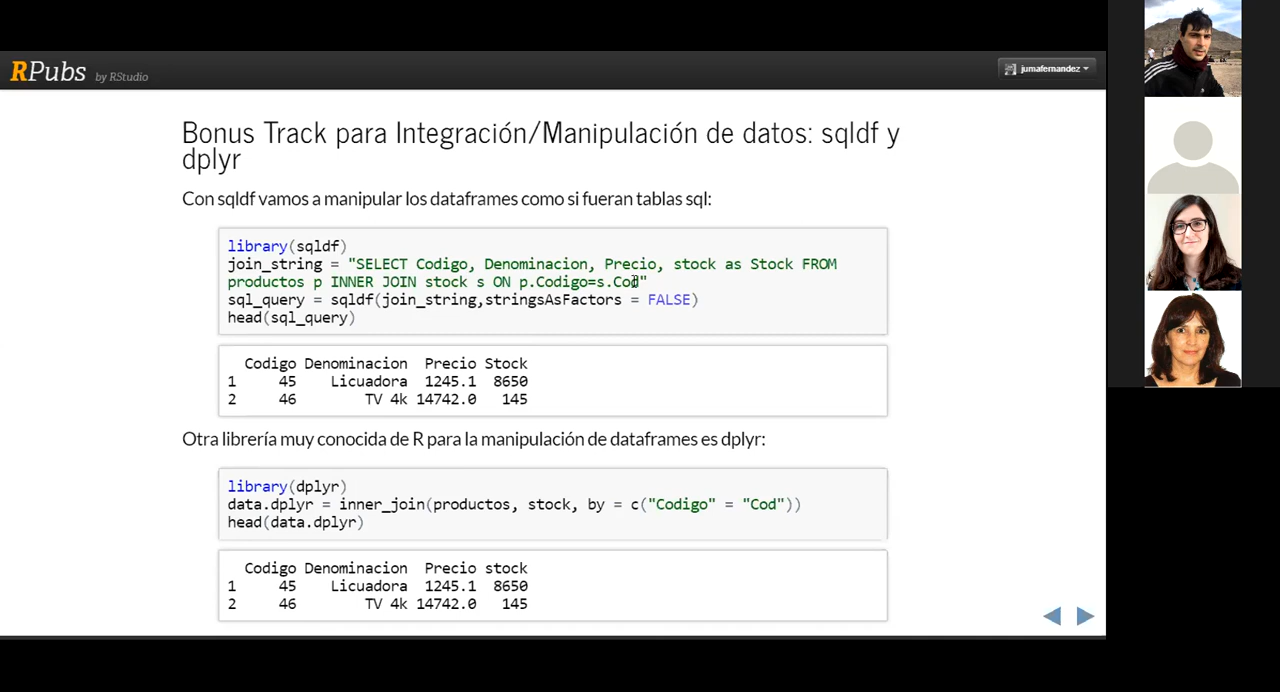 RPubs by RStudio
jumafernandez
Bonus Track para Integración/Manipulación de datos: sqldf y
dplyr
Con sqldf vamos a manipular los dataframes como si fueran tablas sql:
library(sqldf)
join_string = "SELECT Codigo, Denominacion, Precio, stock as Stock FROM
productos p INNER JOIN stock s ON p.Codigo=s.Cod"
sql_query = sqldf(join_string,stringsAsFactors = FALSE)
head(sql_query)
Codigo Denominacion Precio Stock
1 45 Licuadora 1245.1 8650
2 46 TV 4k 14742.0 145
Otra librería muy conocida de R para la manipulación de dataframes es dplyr:
library(dplyr)
data.dplyr = inner_join(productos, stock, by = c("Codigo" = "Cod"))
head(data.dplyr)
Codigo Denominacion Precio stock
1 45 Licuadora 1245.1 8650
2 46 TV 4k 14742.0 145